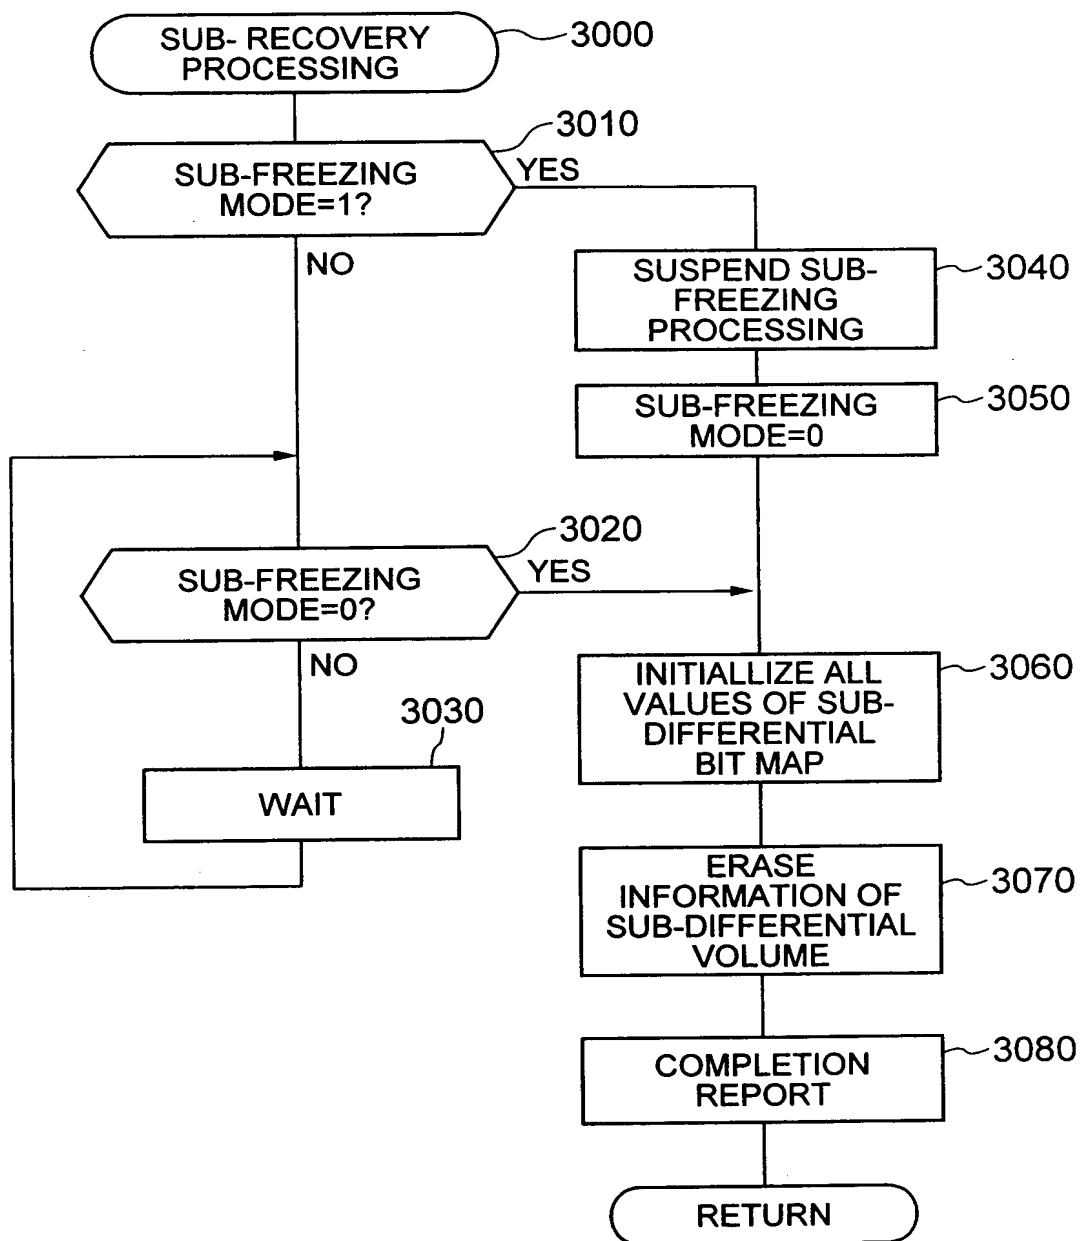 SUB- RECOVERY
PROCESSING
3000
SUB-FREEZING
MODE=1?
3010
YES
NO
SUSPEND SUB-
FREEZING
PROCESSING
3040
SUB-FREEZING
MODE=0
3050
SUB-FREEZING
MODE=0?
3020
YES
NO
WAIT
3030
INITIALLIZE ALL
VALUES OF SUB-
DIFFERENTIAL
BIT MAP
3060
ERASE
INFORMATION OF
SUB-DIFFERENTIAL
VOLUME
3070
COMPLETION
REPORT
3080
RETURN